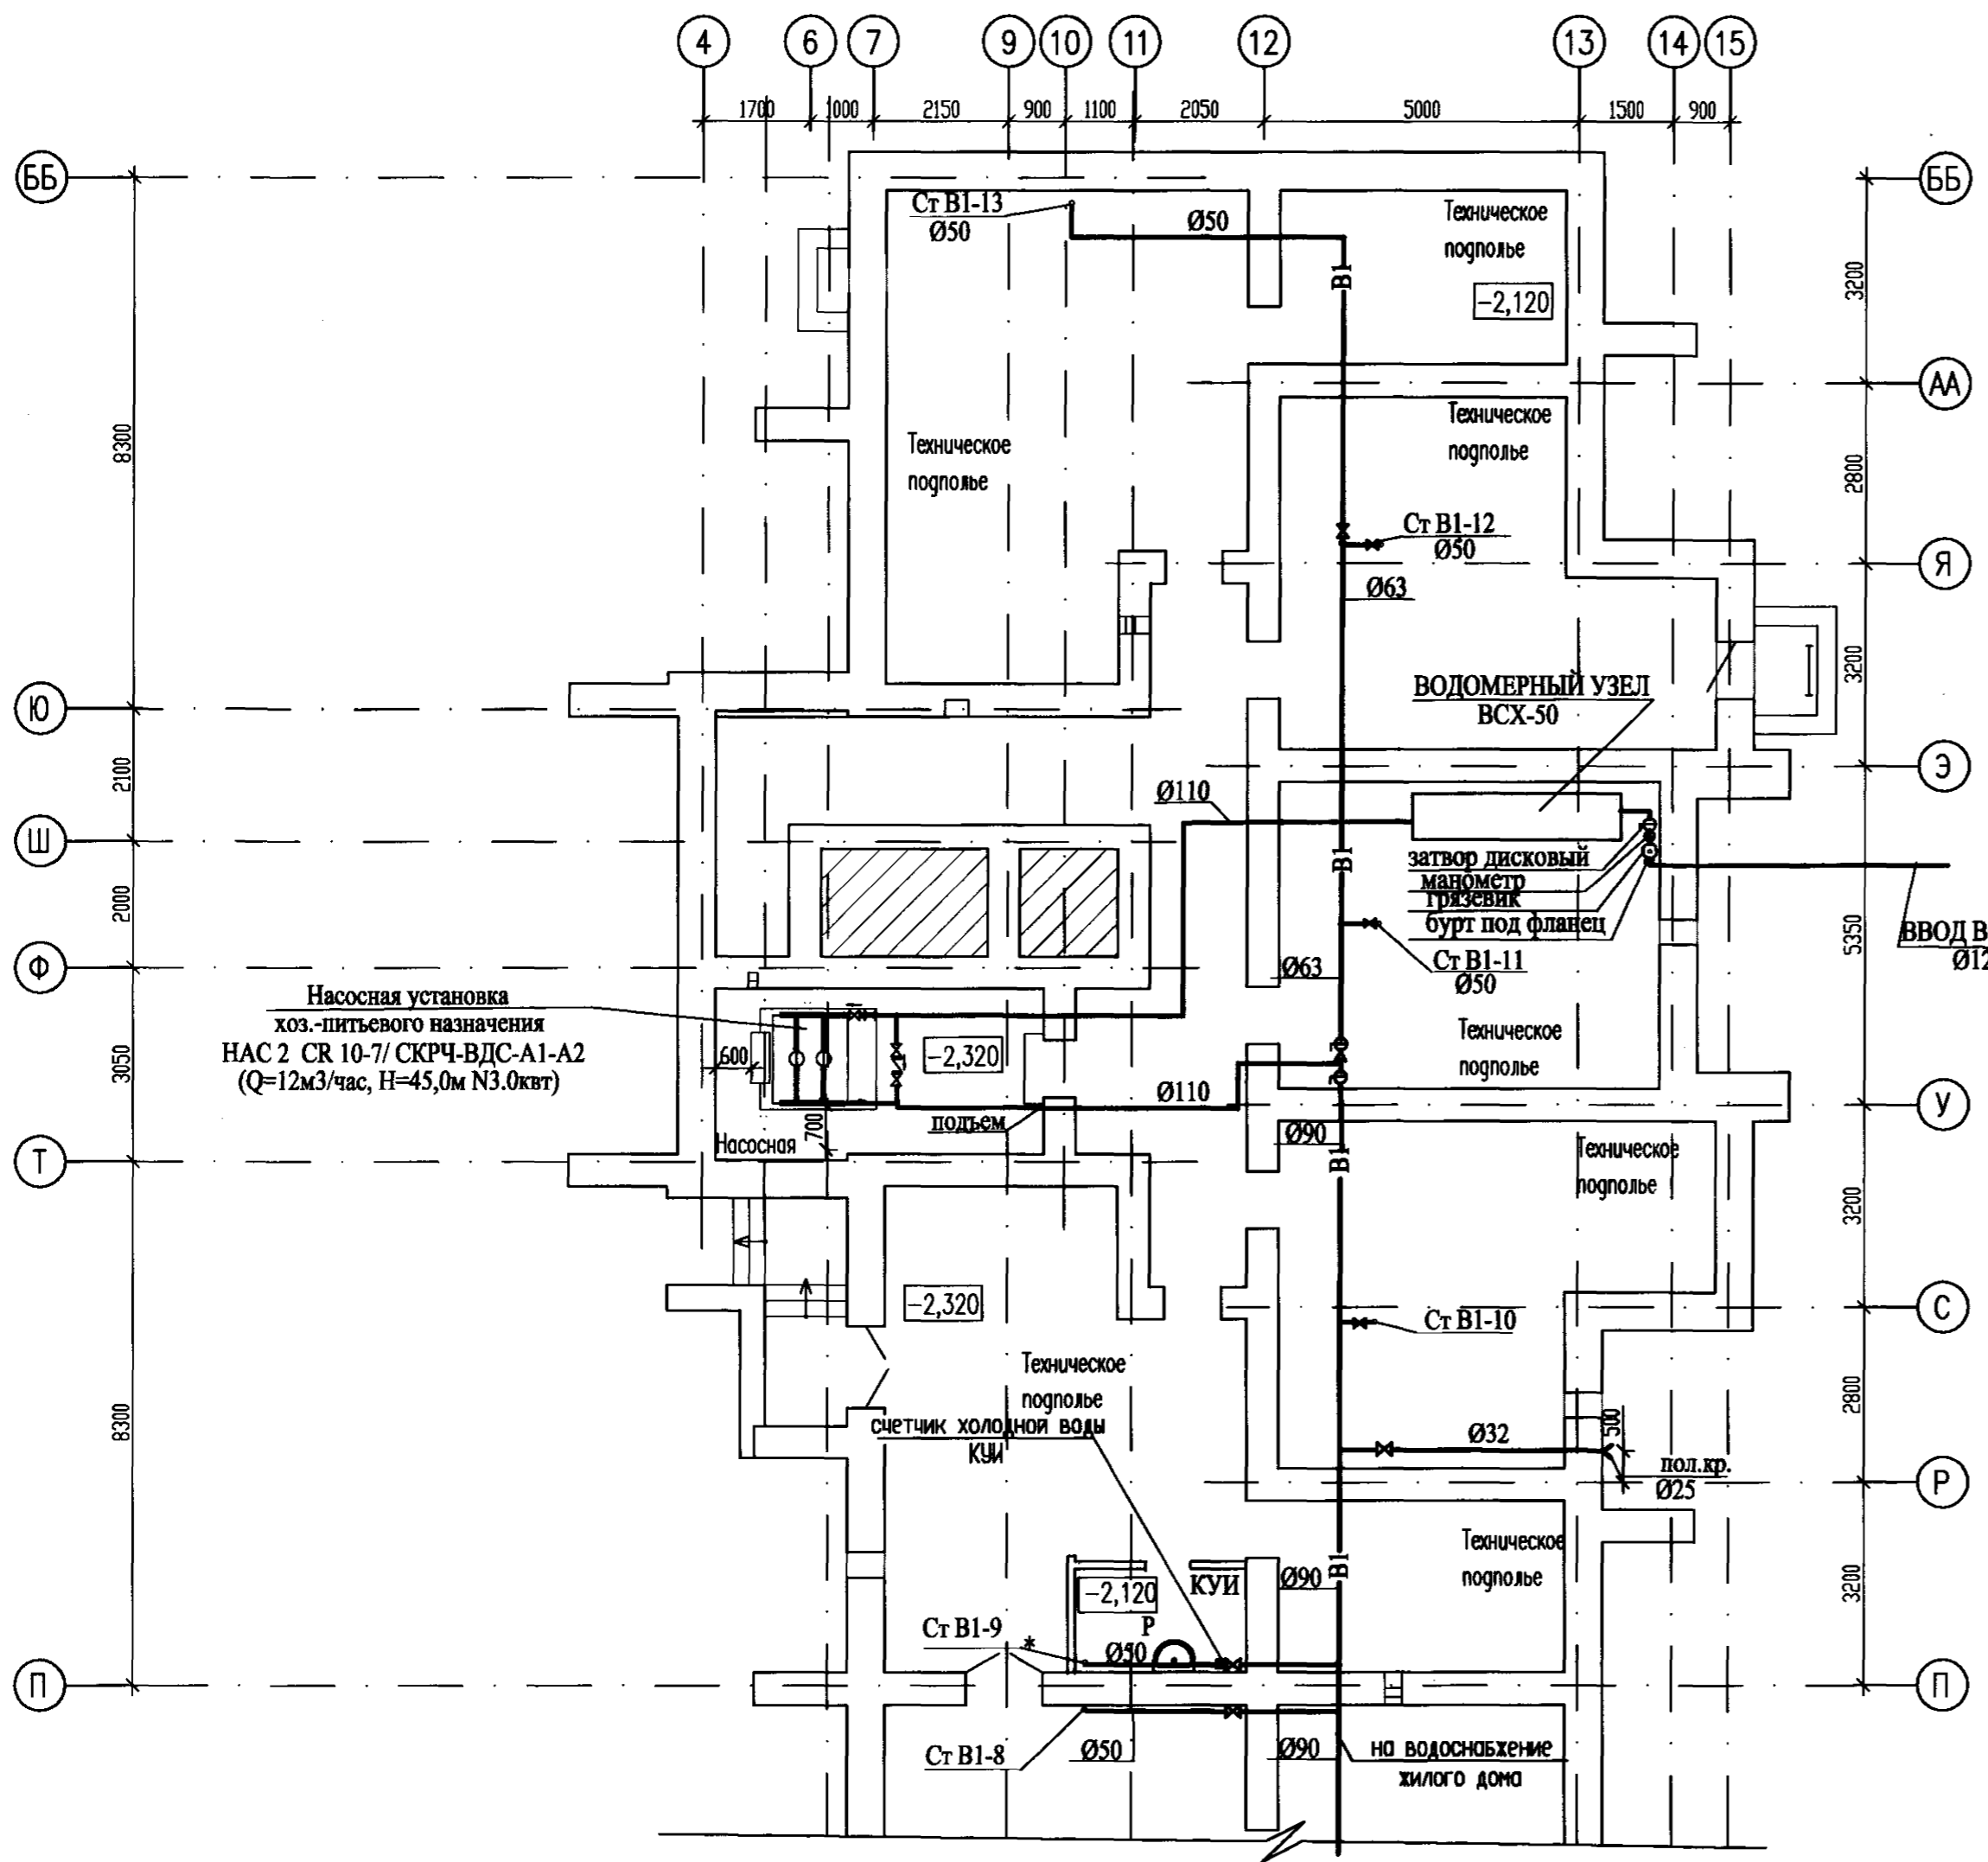 4 6 7 9 10 11 12 13 14 15
1700 1000 2150 900 1100 2050 5000 1500 900
ББ ББ
Ст В1-13
Ø50
Ø50
Техническое
подполье
В1
-2,120
3200
АА
8300
Техническое
подполье
Техническое
подполье
2800
Ст В1-12
Ø50
Я
Ø63
3200
ВОДОМЕРНЫЙ УЗЕЛ
ВСХ-50
Ю
Э
2100
Ø110
Ш
В1
затвор дисковый
манометр
грязевик
бурт под фланец
2000
5350
ВВОД В
Ø12
Ф
Ø63
Ст В1-11
Ø50
Насосная установка
хоз.-питьевого назначения
НАС 2 CR 10-7/ СКРЧ-ВДС-А1-А2
(Q=12м3/час, Н=45,0м N3.0квт)
3050
600
-2,320
Техническое
подполье
Ø110
подъем
700
Насосная
У
Ø90
В1
Т
Техническое
подполье
3200
-2,320
С
Ст В1-10
Техническое
подполье
8300
счетчик холодной воды
КУИ
2800
500
Ø32
пол.кр.
Ø25
Р
Техническое
подполье
-2,120
КУИ
Ø90
В1
3200
Р
Ст В1-9 *
Ø50
П П
Ст В1-8
Ø50
Ø90
на водоснабжение
жилого дома